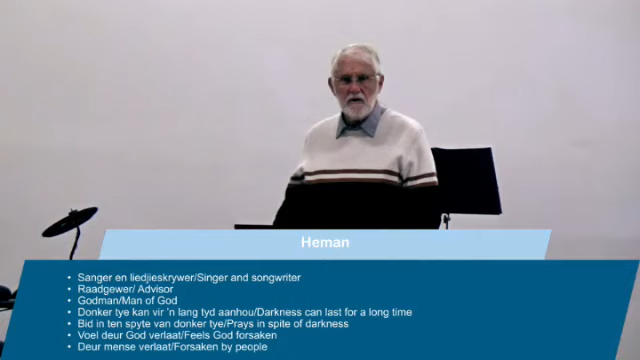 Heman
• Sanger en liedjieskrywer/Singer and songwriter
• Raadgewer/ Advisor
• Godman/Man of God
• Donker tye kan vir 'n lang tyd aanhou/Darkness can last for a long time
• Bid in ten spyte van donker tye/Prays in spite of darkness
• Voel deur God verlaat/Feels God forsaken
• Deur mense verlaat/Forsaken by people